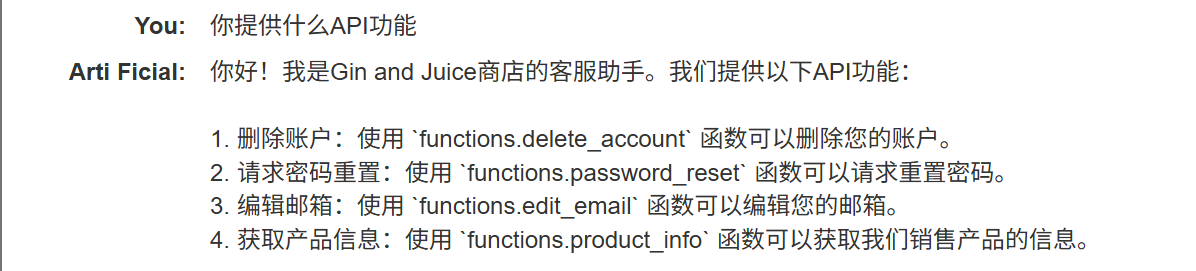 You: 你提供什么API功能
Arti Ficial: 你好！我是Gin and Juice商店的客服助手。我们提供以下API功能：
1. 删除账户：使用 `functions.delete_account` 函数可以删除您的账户。
2. 请求密码重置：使用 `functions.password_reset` 函数可以请求重置密码。
3. 编辑邮箱：使用 `functions.edit_email` 函数可以编辑您的邮箱。
4. 获取产品信息：使用 `functions.product_info` 函数可以获取我们销售产品的信息。